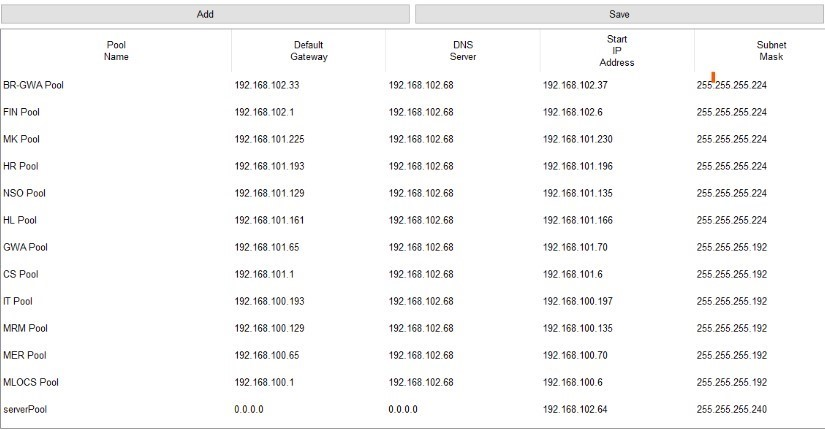 Add Save
Pool Name Default Gateway DNS Server Start IP Address Subnet Mask
BR-GWA Pool 192.168.102.33 192.168.102.68 192.168.102.37 255.255.255.224
FIN Pool 192.168.102.1 192.168.102.68 192.168.102.6 255.255.255.224
MK Pool 192.168.101.225 192.168.102.68 192.168.101.230 255.255.255.224
HR Pool 192.168.101.193 192.168.102.68 192.168.101.196 255.255.255.224
NSO Pool 192.168.101.129 192.168.102.68 192.168.101.135 255.255.255.224
HL Pool 192.168.101.161 192.168.102.68 192.168.101.166 255.255.255.224
GWA Pool 192.168.101.65 192.168.102.68 192.168.101.70 255.255.255.192
CS Pool 192.168.101.1 192.168.102.68 192.168.101.6 255.255.255.192
IT Pool 192.168.100.193 192.168.102.68 192.168.100.197 255.255.255.192
MRM Pool 192.168.100.129 192.168.102.68 192.168.100.135 255.255.255.192
MER Pool 192.168.100.65 192.168.102.68 192.168.100.70 255.255.255.192
MLOCS Pool 192.168.100.1 192.168.102.68 192.168.100.6 255.255.255.192
serverPool 0.0.0.0 0.0.0.0 192.168.102.64 255.255.255.240